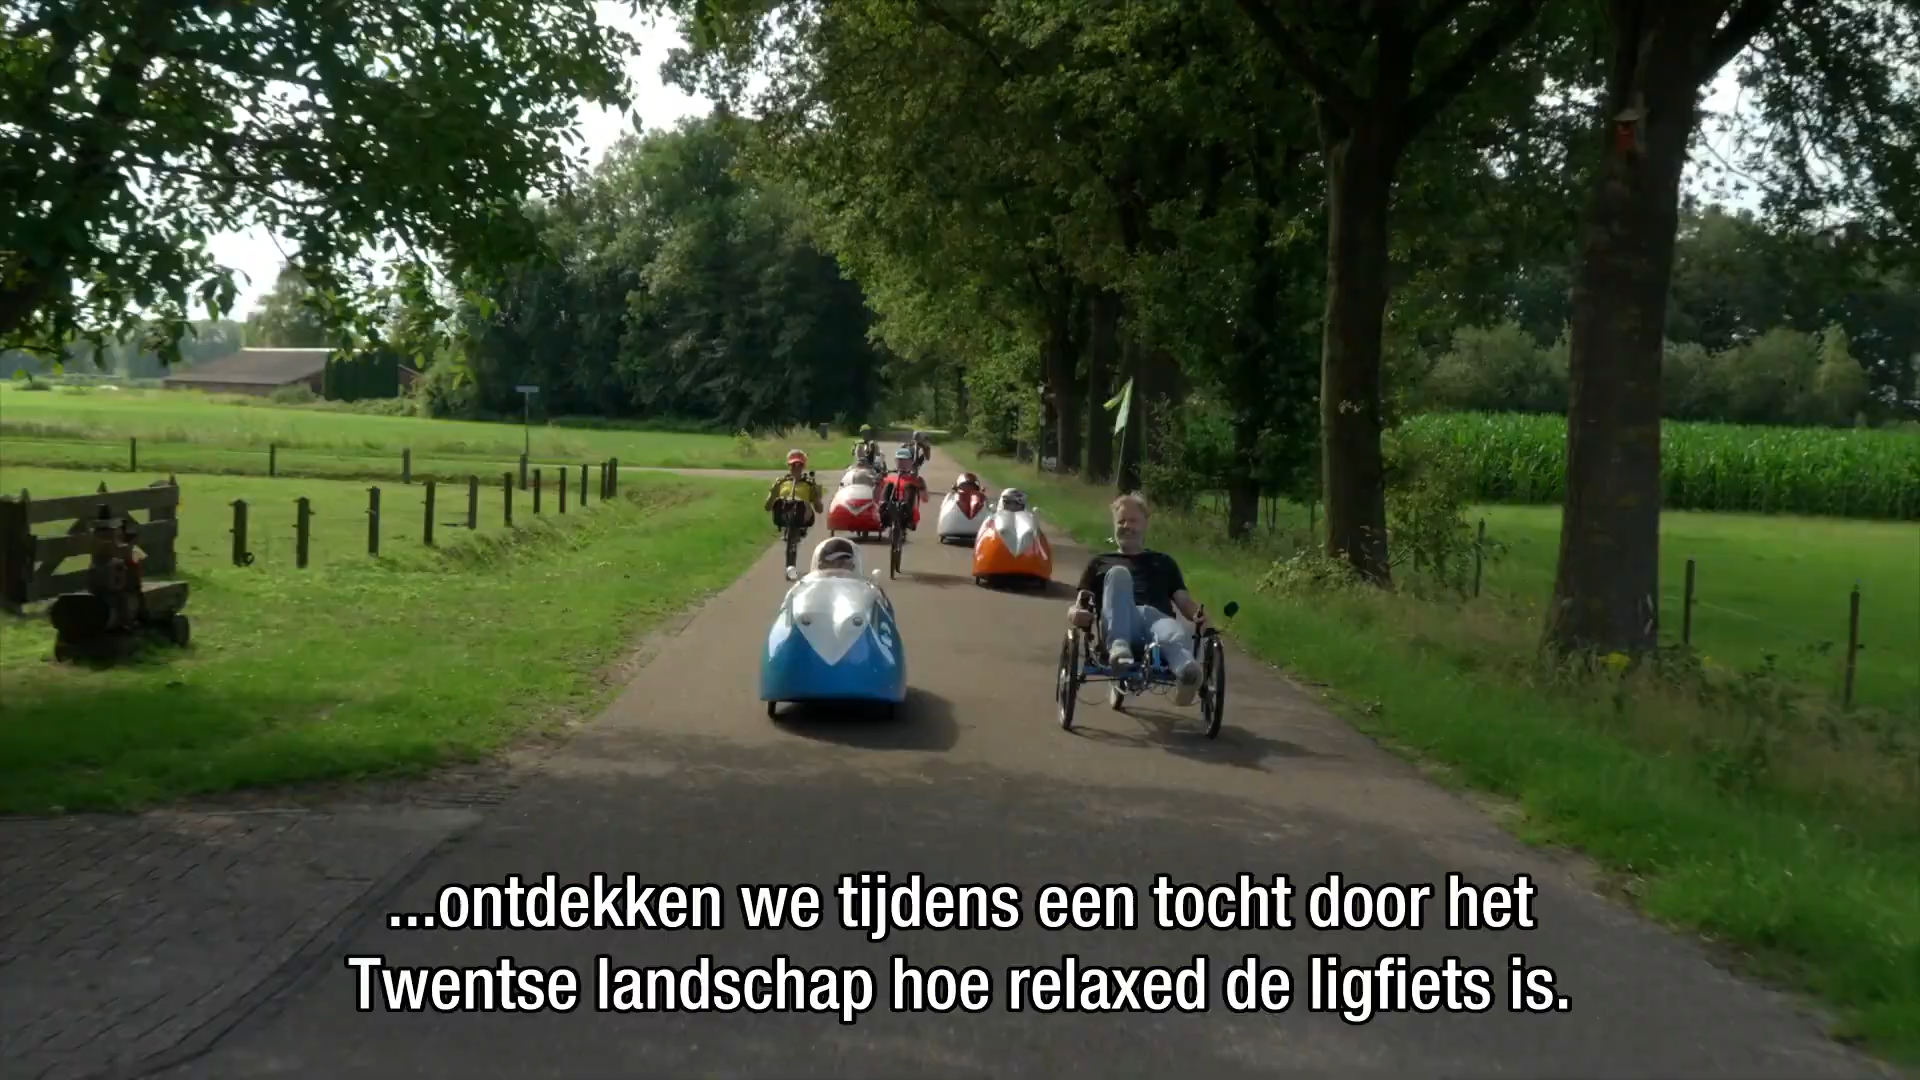 ...ontdekken we tijdens een tocht door het
Twentse landschap hoe relaxed de ligfiets is.